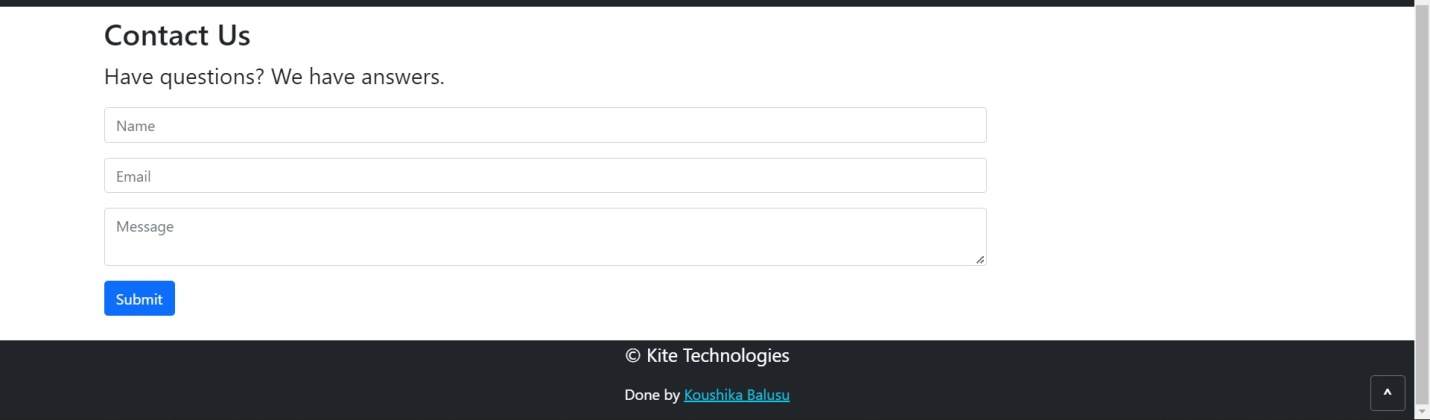 Contact Us
Have questions? We have answers.
Name
Email
Message
Submit
© Kite Technologies
Done by Koushika Balusu
^